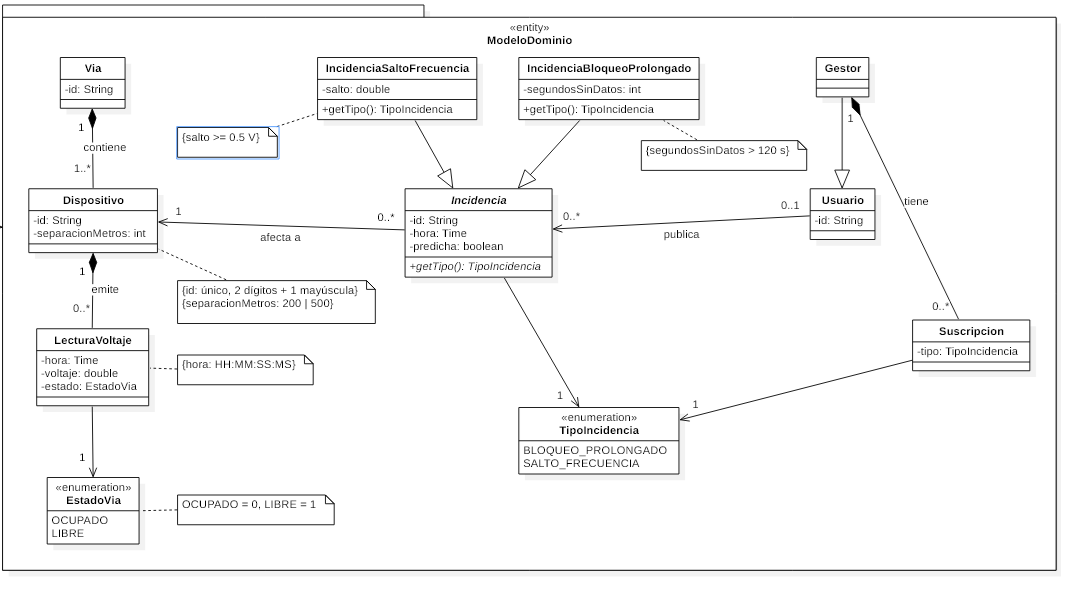 «entity»
ModeloDominio
Via
-id: String
IncidenciaSaltoFrecuencia
-salto: double
+getTipo(): TipoIncidencia
IncidenciaBloqueoProlongado
-segundosSinDatos: int
+getTipo(): TipoIncidencia
Gestor
1
contiene
1..*
{salto >= 0.5 V}
{segundosSinDatos > 120 s}
1
tiene
0..*
Dispositivo
-id: String
-separacionMetros: int
1
0..*
afecta a
Incidencia
-id: String
-hora: Time
-predicha: boolean
+getTipo(): TipoIncidencia
0..*
0..1
publica
Usuario
-id: String
1
emite
0..*
{id: único, 2 dígitos + 1 mayúscula}
{separacionMetros: 200 | 500}
LecturaVoltaje
-hora: Time
-voltaje: double
-estado: EstadoVia
{hora: HH:MM:SS:MS}
Suscripcion
-tipo: TipoIncidencia
1
1
«enumeration»
TipoIncidencia
BLOQUEO_PROLONGADO
SALTO_FRECUENCIA
1
«enumeration»
EstadoVia
OCUPADO
LIBRE
OCUPADO = 0, LIBRE = 1